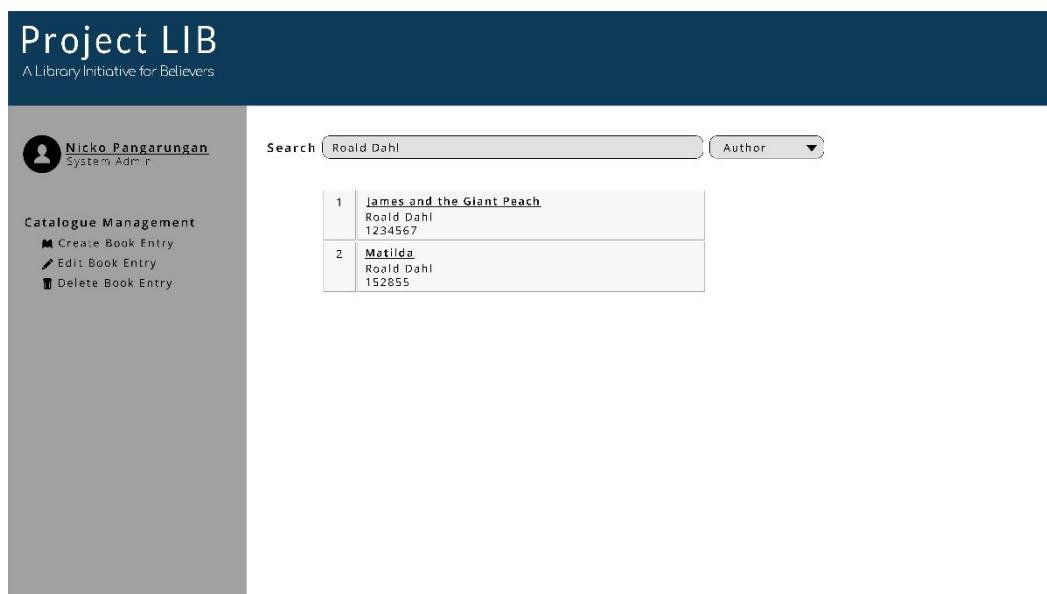 Project LIB
A Library Initiative for Believers
Nicko Pangarungan
System Admin
Catalogue Management
Create Book Entry
Edit Book Entry
Delete Book Entry
Search Roald Dahl Author
1 James and the Giant Peach
Roald Dahl
1234567
2 Matilda
Roald Dahl
152855